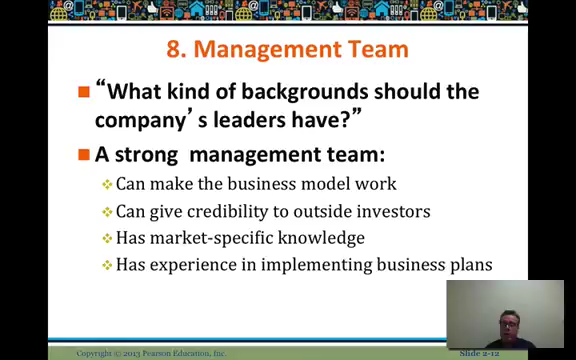 8. Management Team
“What kind of backgrounds should the
company’s leaders have?”
A strong management team:
Can make the business model work
Can give credibility to outside investors
Has market-specific knowledge
Has experience in implementing business plans
Copyright © 2013 Pearson Education, Inc.
Slide 2-12